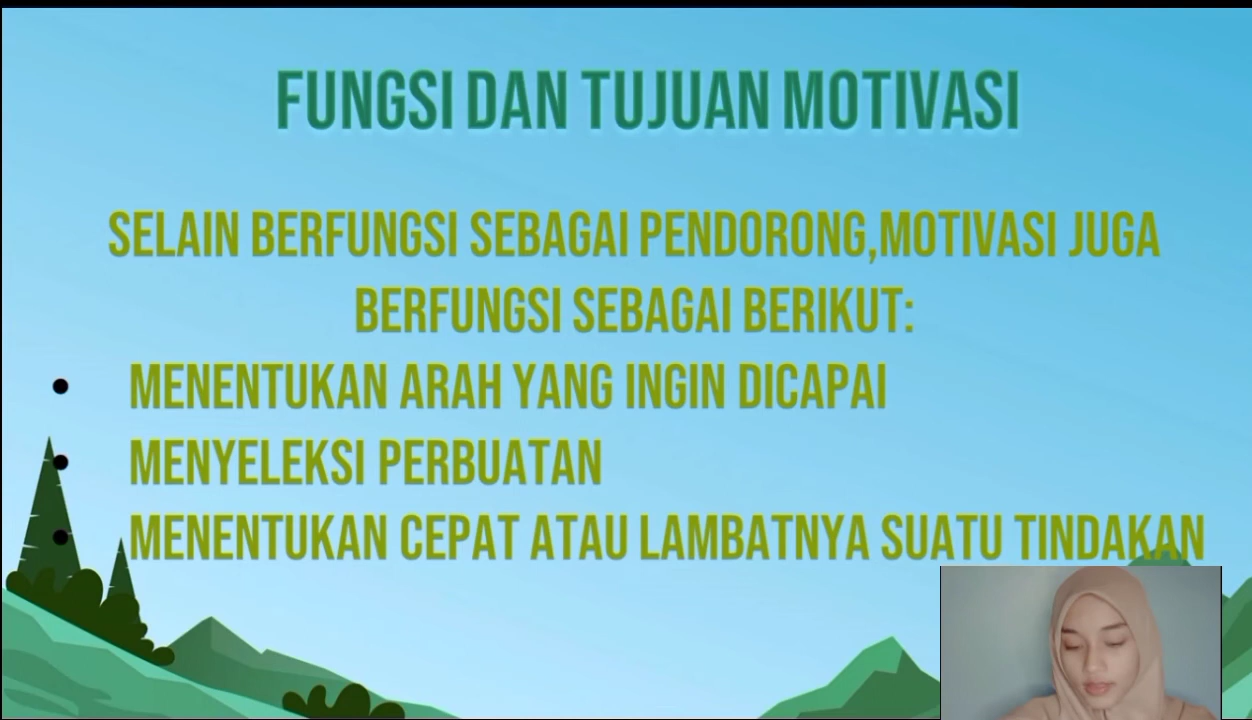 FUNGSI DAN TUJUAN MOTIVASI
SELAIN BERFUNGSI SEBAGAI PENDORONG,MOTIVASI JUGA
BERFUNGSI SEBAGAI BERIKUT:
• MENENTUKAN ARAH YANG INGIN DICAPAI
• MENYELEKSI PERBUATAN
• MENENTUKAN CEPAT ATAU LAMBATNYA SUATU TINDAKAN